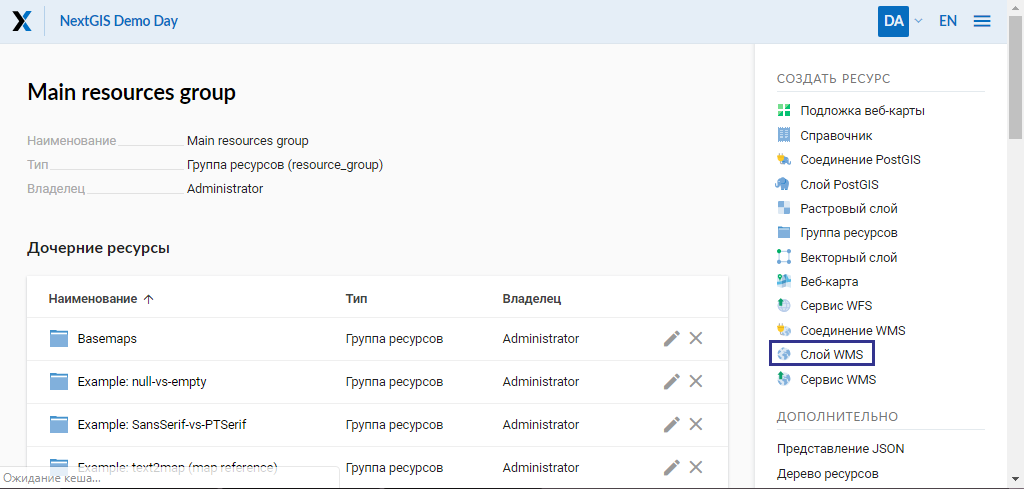 NextGIS Demo Day
DA
EN
Main resources group
Наименование Main resources group
Тип Группа ресурсов (resource_group)
Владелец Administrator
Дочерние ресурсы
Наименование Тип Владелец
Basemaps Группа ресурсов Administrator
Example: null-vs-empty Группа ресурсов Administrator
Example: SansSerif-vs-PTSerif Группа ресурсов Administrator
Example: text2map (map reference) Группа ресурсов Administrator
Ожидание кеша...
СОЗДАТЬ РЕСУРС
Подложка веб-карты
Справочник
Соединение PostGIS
Слой PostGIS
Растровый слой
Группа ресурсов
Векторный слой
Веб-карта
Сервис WFS
Соединение WMS
Слой WMS
Сервис WMS
ДОПОЛНИТЕЛЬНО
Представление JSON
Дерево ресурсов